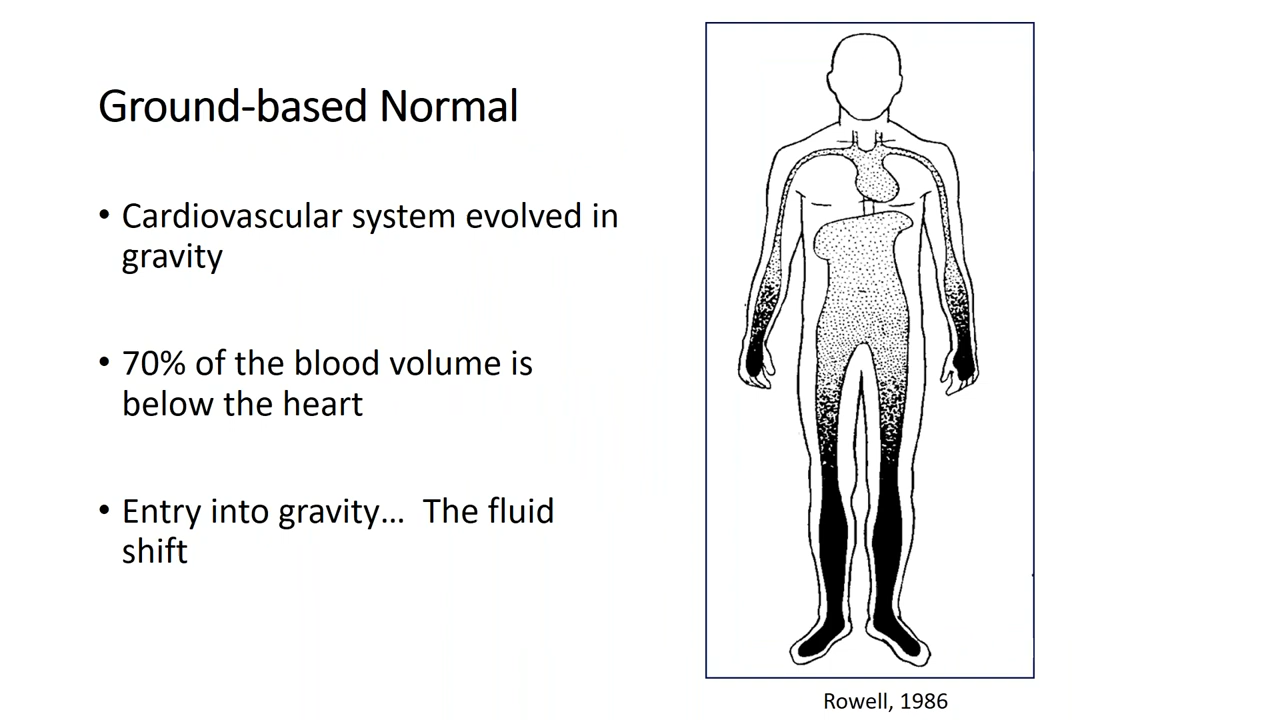 Ground-based Normal
• Cardiovascular system evolved in
gravity
• 70% of the blood volume is
below the heart
• Entry into gravity… The fluid
shift
Rowell, 1986